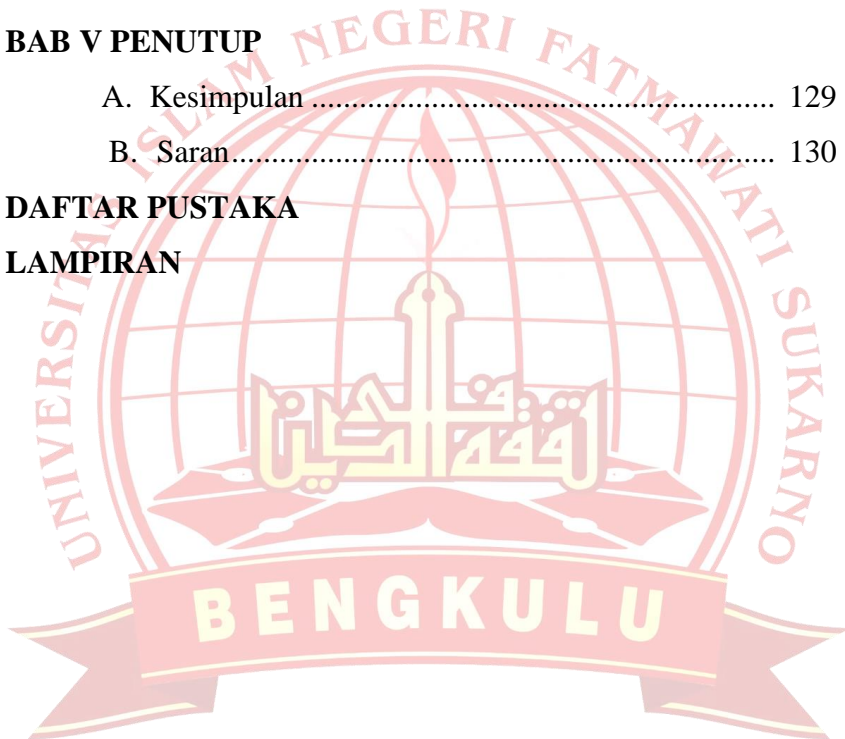 BAB V PENUTUP
A. Kesimpulan ........................................................... 129
B. Saran..................................................................... 130
DAFTAR PUSTAKA
LAMPIRAN
UNIVERSITAS ISLAM NEGERI FATMAWATI SUKARNO
BENGKULU